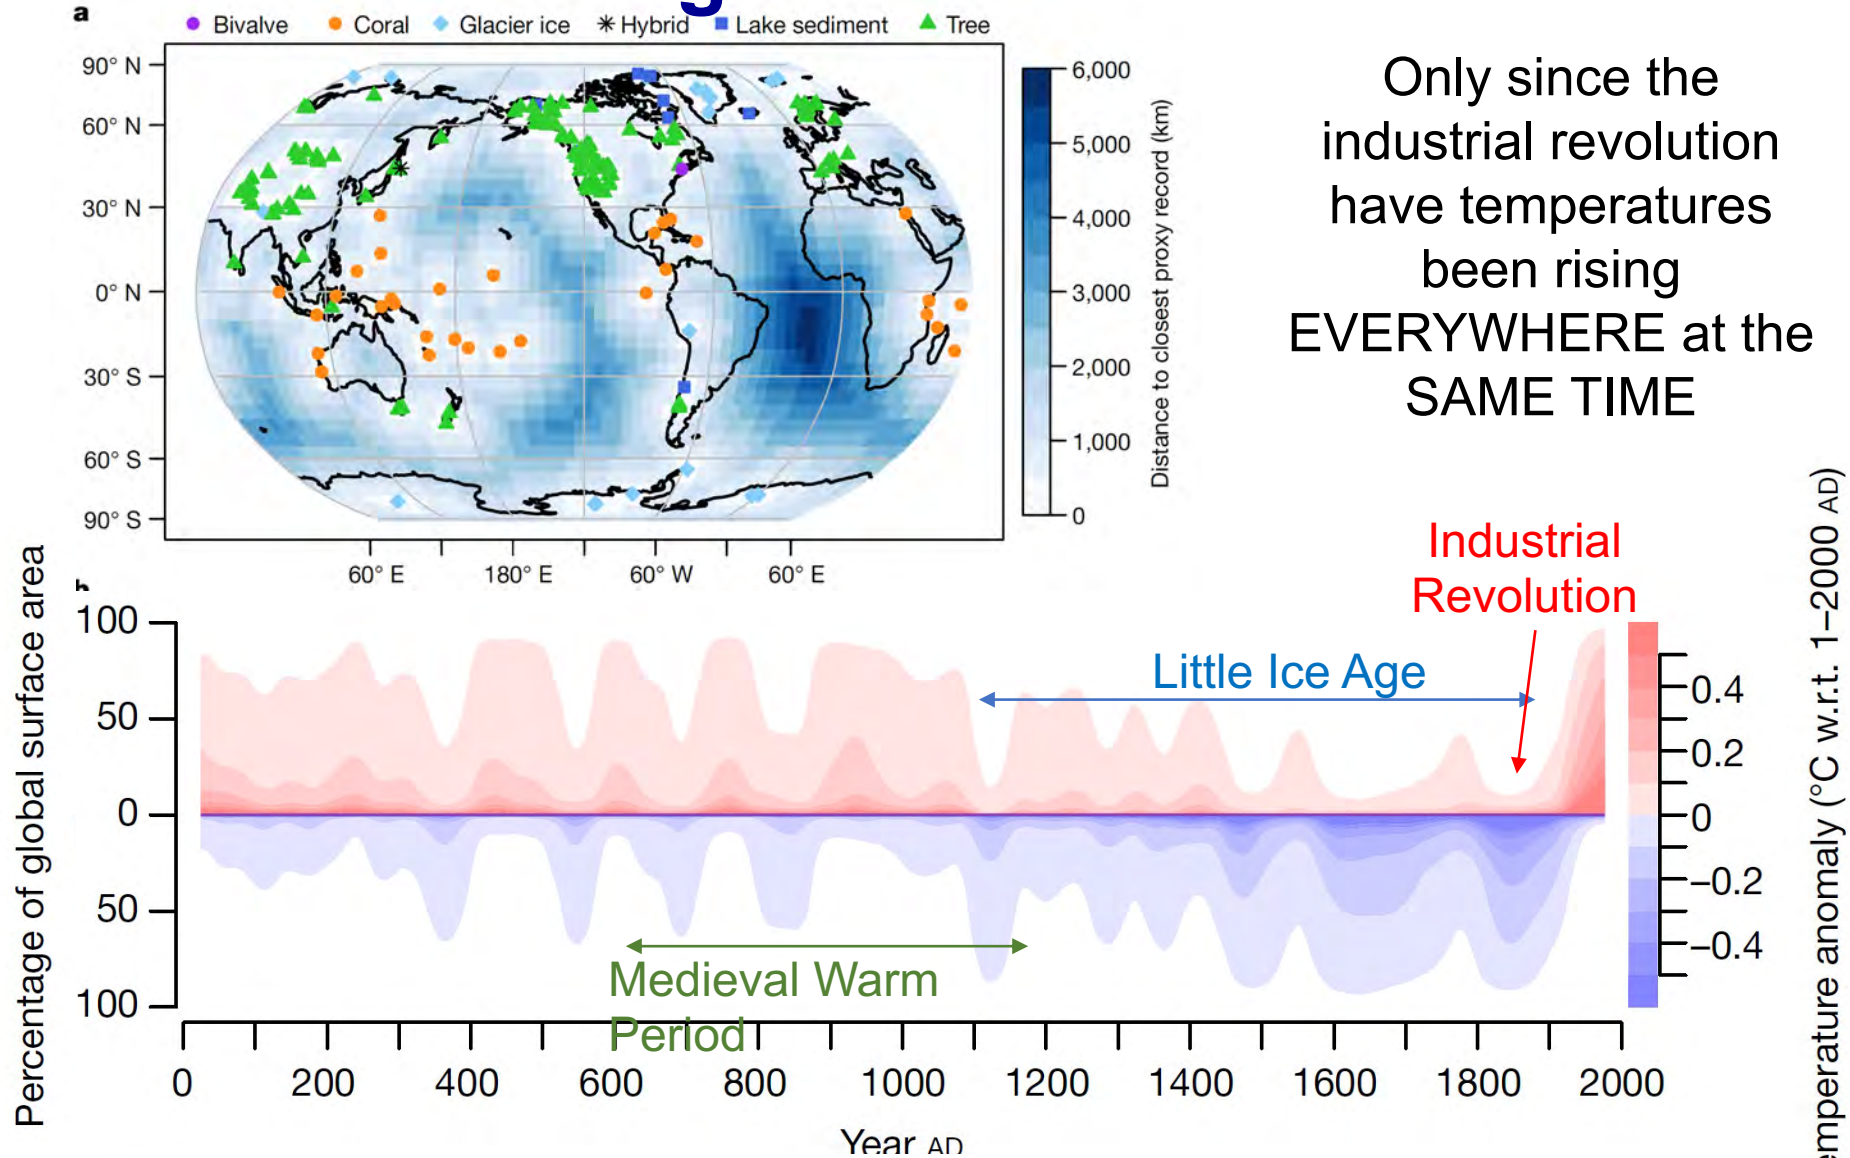 g
a
Bivalve Coral Glacier ice Hybrid Lake sediment Tree
90° N
60° N
30° N
0° N
30° S
60° S
90° S
60° E 180° E 60° W 60° E
6,000
5,000
4,000
3,000
2,000
1,000
0
Distance to closest proxy record (km)
Only since the
industrial revolution
have temperatures
been rising
EVERYWHERE at the
SAME TIME
Industrial
Revolution
Little Ice Age
Medieval Warm
Period
Percentage of global surface area
100
50
0
50
100
0 200 400 600 800 1000 1200 1400 1600 1800 2000
Year AD
0.4
0.2
0
−0.2
−0.4
emperature anomaly (°C w.r.t. 1–2000 AD)